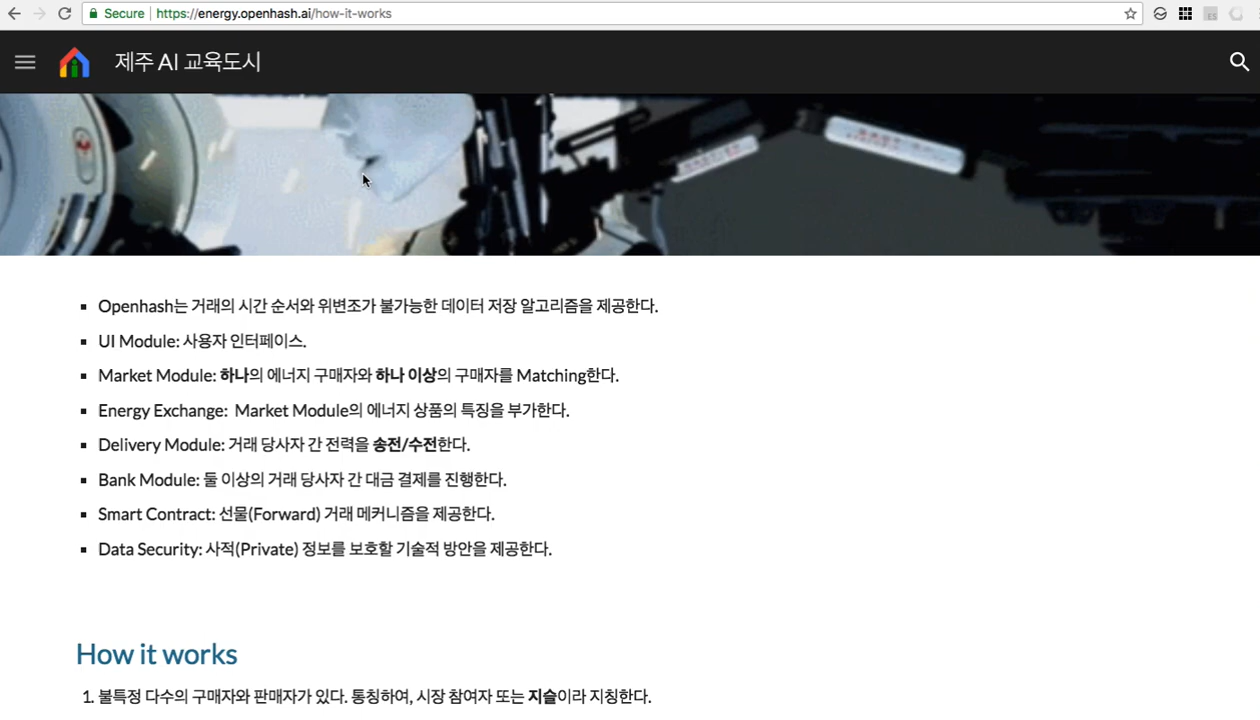 Secure https://energy.openhash.ai/how-it-works
ES
제주 AI 교육도시
Openhash는 거래의 시간 순서와 위변조가 불가능한 데이터 저장 알고리즘을 제공한다.
UI Module: 사용자 인터페이스.
Market Module: 하나의 에너지 구매자와 하나 이상의 구매자를 Matching한다.
Energy Exchange: Market Module의 에너지 상품의 특징을 부가한다.
Delivery Module: 거래 당사자 간 전력을 송전/수전한다.
Bank Module: 둘 이상의 거래 당사자 간 대금 결제를 진행한다.
Smart Contract: 선물(Forward) 거래 메커니즘을 제공한다.
Data Security: 사적(Private) 정보를 보호할 기술적 방안을 제공한다.
How it works
1. 불특정 다수의 구매자와 판매자가 있다. 통칭하여, 시장 참여자 또는 지슬이라 지칭한다.